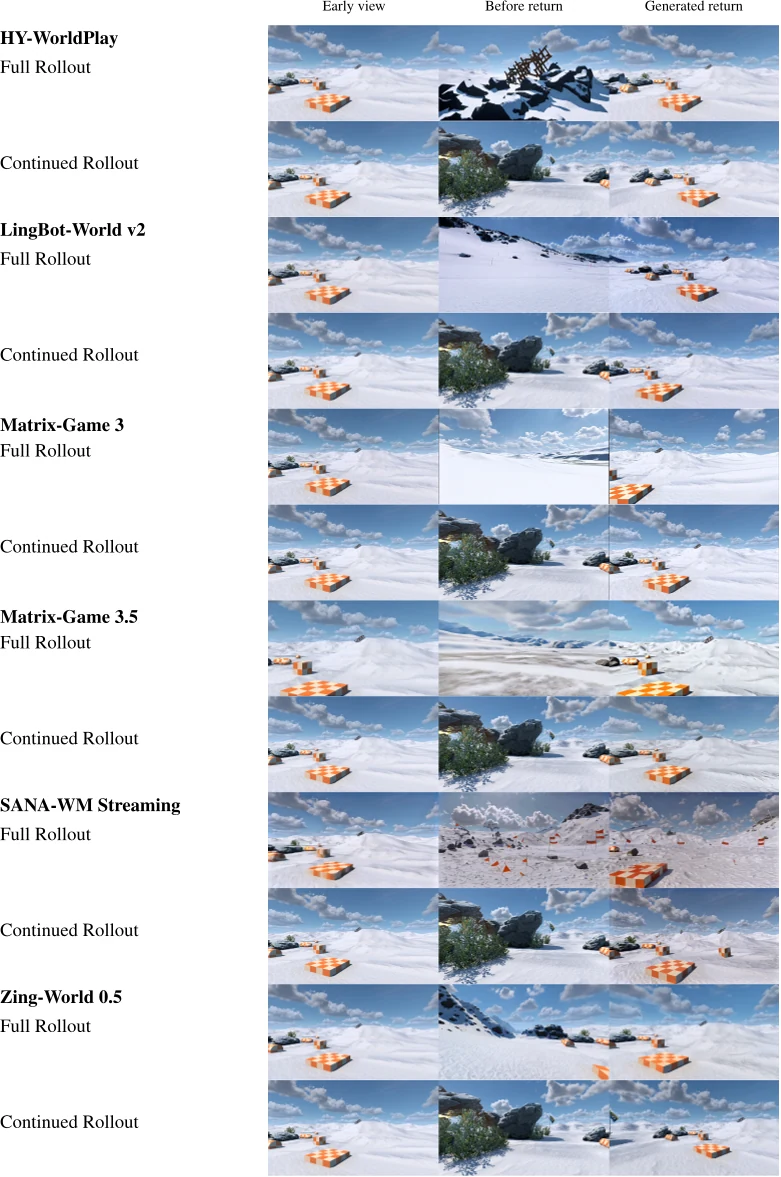 Early view Before return Generated return
HY-WorldPlay
Full Rollout
Continued Rollout
LingBot-World v2
Full Rollout
Continued Rollout
Matrix-Game 3
Full Rollout
Continued Rollout
Matrix-Game 3.5
Full Rollout
Continued Rollout
SANA-WM Streaming
Full Rollout
Continued Rollout
Zing-World 0.5
Full Rollout
Continued Rollout